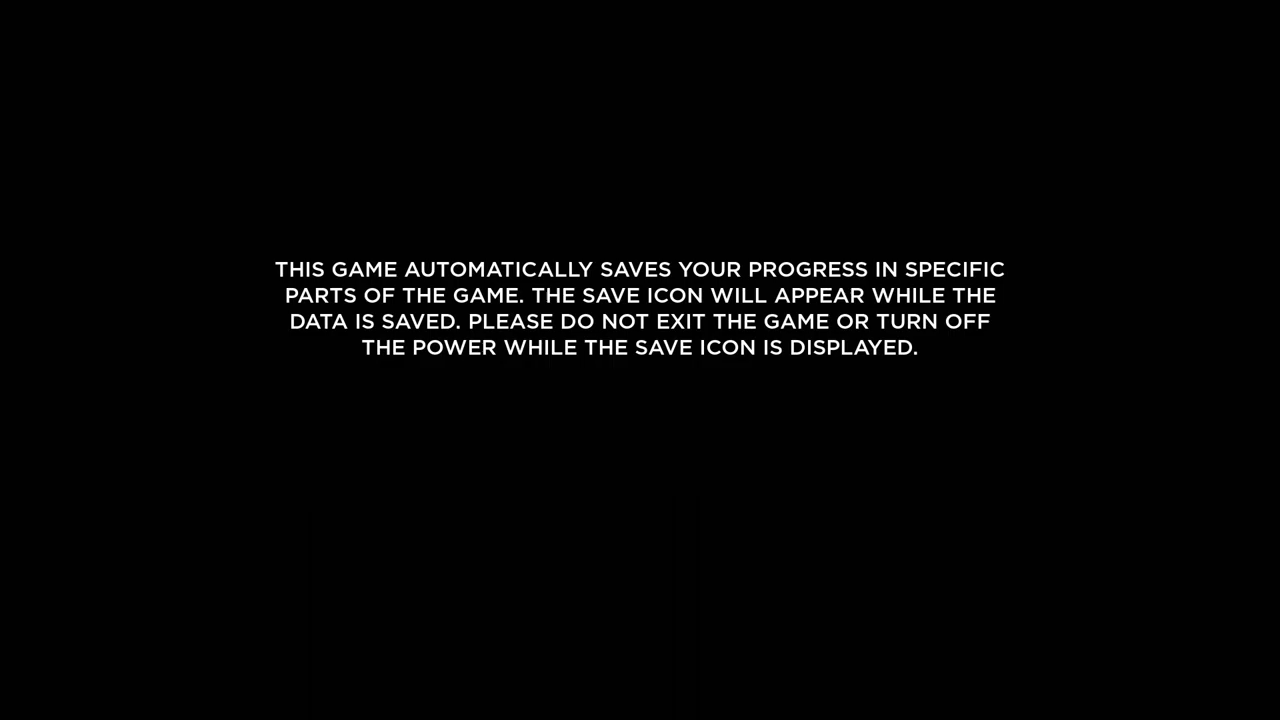 THIS GAME AUTOMATICALLY SAVES YOUR PROGRESS IN SPECIFIC
PARTS OF THE GAME. THE SAVE ICON WILL APPEAR WHILE THE
DATA IS SAVED. PLEASE DO NOT EXIT THE GAME OR TURN OFF
THE POWER WHILE THE SAVE ICON IS DISPLAYED.